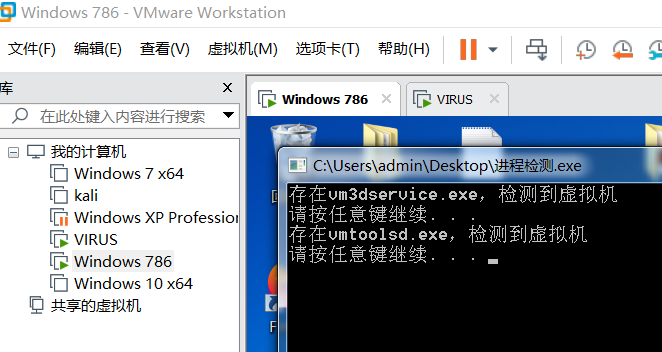 Windows 786 - VMware Workstation
文件(F) 编辑(E) 查看(V) 虚拟机(M) 选项卡(T) 帮助(H)
库
在此处键入内容进行搜索
我的计算机
Windows 7 x64
kali
Windows XP Profession
VIRUS
Windows 786
Windows 10 x64
共享的虚拟机
Windows 786
VIRUS
C:\Users\admin\Desktop\进程检测.exe
存在vm3dservice.exe，检测到虚拟机
请按任意键继续. . .
存在vmtoolsd.exe，检测到虚拟机
请按任意键继续. . .